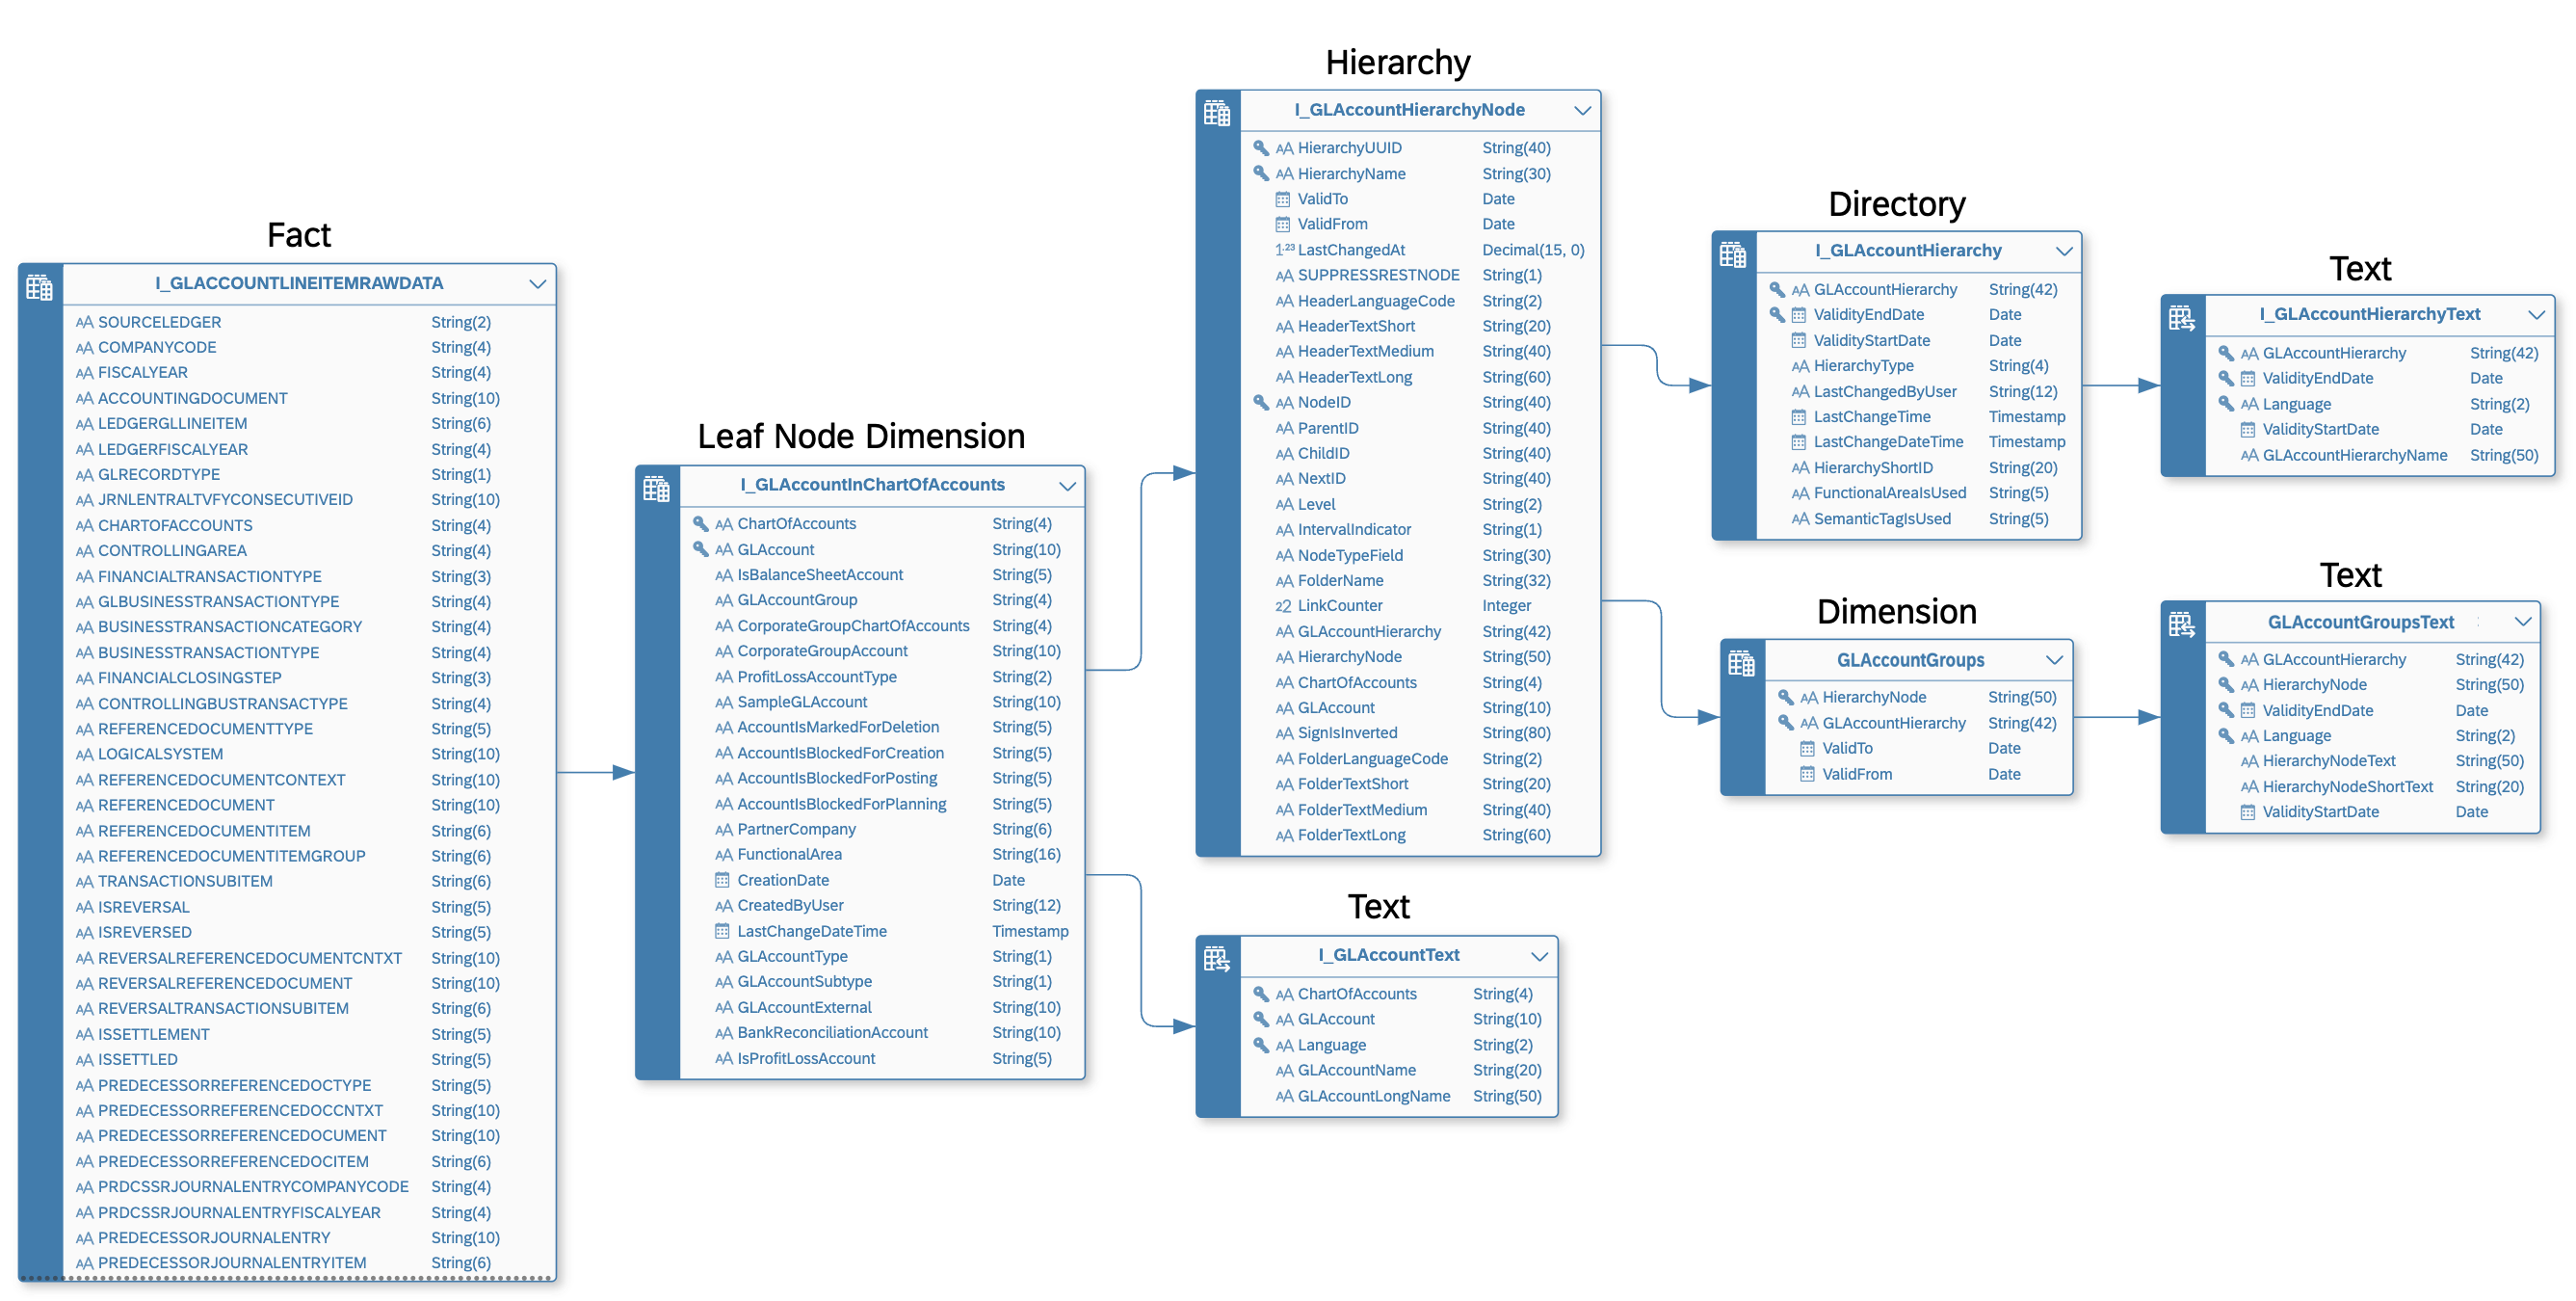 Fact
I_GLACCOUNTLINEITEMRAWDATA
SOURCELEDGER String(2)
COMPANYCODE String(4)
FISCALYEAR String(4)
ACCOUNTINGDOCUMENT String(10)
LEDGERGLLINEITEM String(6)
LEDGERFISCALYEAR String(4)
GLRECORDTYPE String(1)
JRNLENTRALTVFYCONSECUTIVEID String(10)
CHARTOFACCOUNTS String(4)
CONTROLLINGAREA String(4)
FINANCIALTRANSACTIONTYPE String(3)
GLBUSINESSTRANSACTIONTYPE String(4)
BUSINESSTRANSACTIONCATEGORY String(4)
BUSINESSTRANSACTIONTYPE String(4)
FINANCIALCLOSINGSTEP String(3)
CONTROLLINGBUSTRANSACTYPE String(4)
REFERENCEDOCUMENTTYPE String(5)
LOGICALSYSTEM String(10)
REFERENCEDOCUMENTCONTEXT String(10)
REFERENCEDOCUMENT String(10)
REFERENCEDOCUMENTITEM String(6)
REFERENCEDOCUMENTITEMGROUP String(6)
TRANSACTIONSUBITEM String(6)
ISREVERSAL String(5)
ISREVERSED String(5)
REVERSALREFERENCEDOCUMENTCNTXT String(10)
REVERSALREFERENCEDOCUMENT String(10)
REVERSALTRANSACTIONSUBITEM String(6)
ISSETTLEMENT String(5)
ISSETTLED String(5)
PREDECESSORREFERENCEDOCTYPE String(5)
PREDECESSORREFERENCEDOCCNTXT String(10)
PREDECESSORREFERENCEDOCUMENT String(10)
PREDECESSORREFERENCEDOCITEM String(6)
PRDCSSRJOURNALENTRYCOMPANYCODE String(4)
PRDCSSRJOURNALENTRYFISCALYEAR String(4)
PREDECESSORJOURNALENTRY String(10)
PREDECESSORJOURNALENTRYITEM String(6)
Leaf Node Dimension
I_GLAccountInChartOfAccounts
ChartOfAccounts String(4)
GLAccount String(10)
IsBalanceSheetAccount String(5)
GLAccountGroup String(4)
CorporateGroupChartOfAccounts String(4)
CorporateGroupAccount String(10)
ProfitLossAccountType String(2)
SampleGLAccount String(10)
AccountIsMarkedForDeletion String(5)
AccountIsBlockedForCreation String(5)
AccountIsBlockedForPosting String(5)
AccountIsBlockedForPlanning String(5)
PartnerCompany String(6)
FunctionalArea String(16)
CreationDate Date
CreatedByUser String(12)
LastChangeDateTime Timestamp
GLAccountType String(1)
GLAccountSubtype String(1)
GLAccountExternal String(10)
BankReconciliationAccount String(10)
IsProfitLossAccount String(5)
Hierarchy
I_GLAccountHierarchyNode
HierarchyUUID String(40)
HierarchyName String(30)
ValidTo Date
ValidFrom Date
LastChangedAt Decimal(15, 0)
SUPPRESSRESTNODE String(1)
HeaderLanguageCode String(2)
HeaderTextShort String(20)
HeaderTextMedium String(40)
HeaderTextLong String(60)
NodeID String(40)
ParentID String(40)
ChildID String(40)
NextID String(40)
Level String(2)
IntervalIndicator String(1)
NodeTypeField String(30)
FolderName String(32)
LinkCounter Integer
GLAccountHierarchy String(42)
HierarchyNode String(50)
ChartOfAccounts String(4)
GLAccount String(10)
SignIsInverted String(80)
FolderLanguageCode String(2)
FolderTextShort String(20)
FolderTextMedium String(40)
FolderTextLong String(60)
Text
I_GLAccountText
ChartOfAccounts String(4)
GLAccount String(10)
Language String(2)
GLAccountName String(20)
GLAccountLongName String(50)
Directory
I_GLAccountHierarchy
GLAccountHierarchy String(42)
ValidityEndDate Date
ValidityStartDate Date
HierarchyType String(4)
LastChangedByUser String(12)
LastChangeTime Timestamp
LastChangeDateTime Timestamp
HierarchyShortID String(20)
FunctionalAreaIsUsed String(5)
SemanticTagIsUsed String(5)
Dimension
GLAccountGroups
HierarchyNode String(50)
GLAccountHierarchy String(42)
ValidTo Date
ValidFrom Date
Text
I_GLAccountHierarchyText
GLAccountHierarchy String(42)
ValidityEndDate Date
Language String(2)
ValidityStartDate Date
GLAccountHierarchyName String(50)
Text
GLAccountGroupsText
GLAccountHierarchy String(42)
HierarchyNode String(50)
ValidityEndDate Date
Language String(2)
HierarchyNodeText String(50)
HierarchyNodeShortText String(20)
ValidityStartDate Date